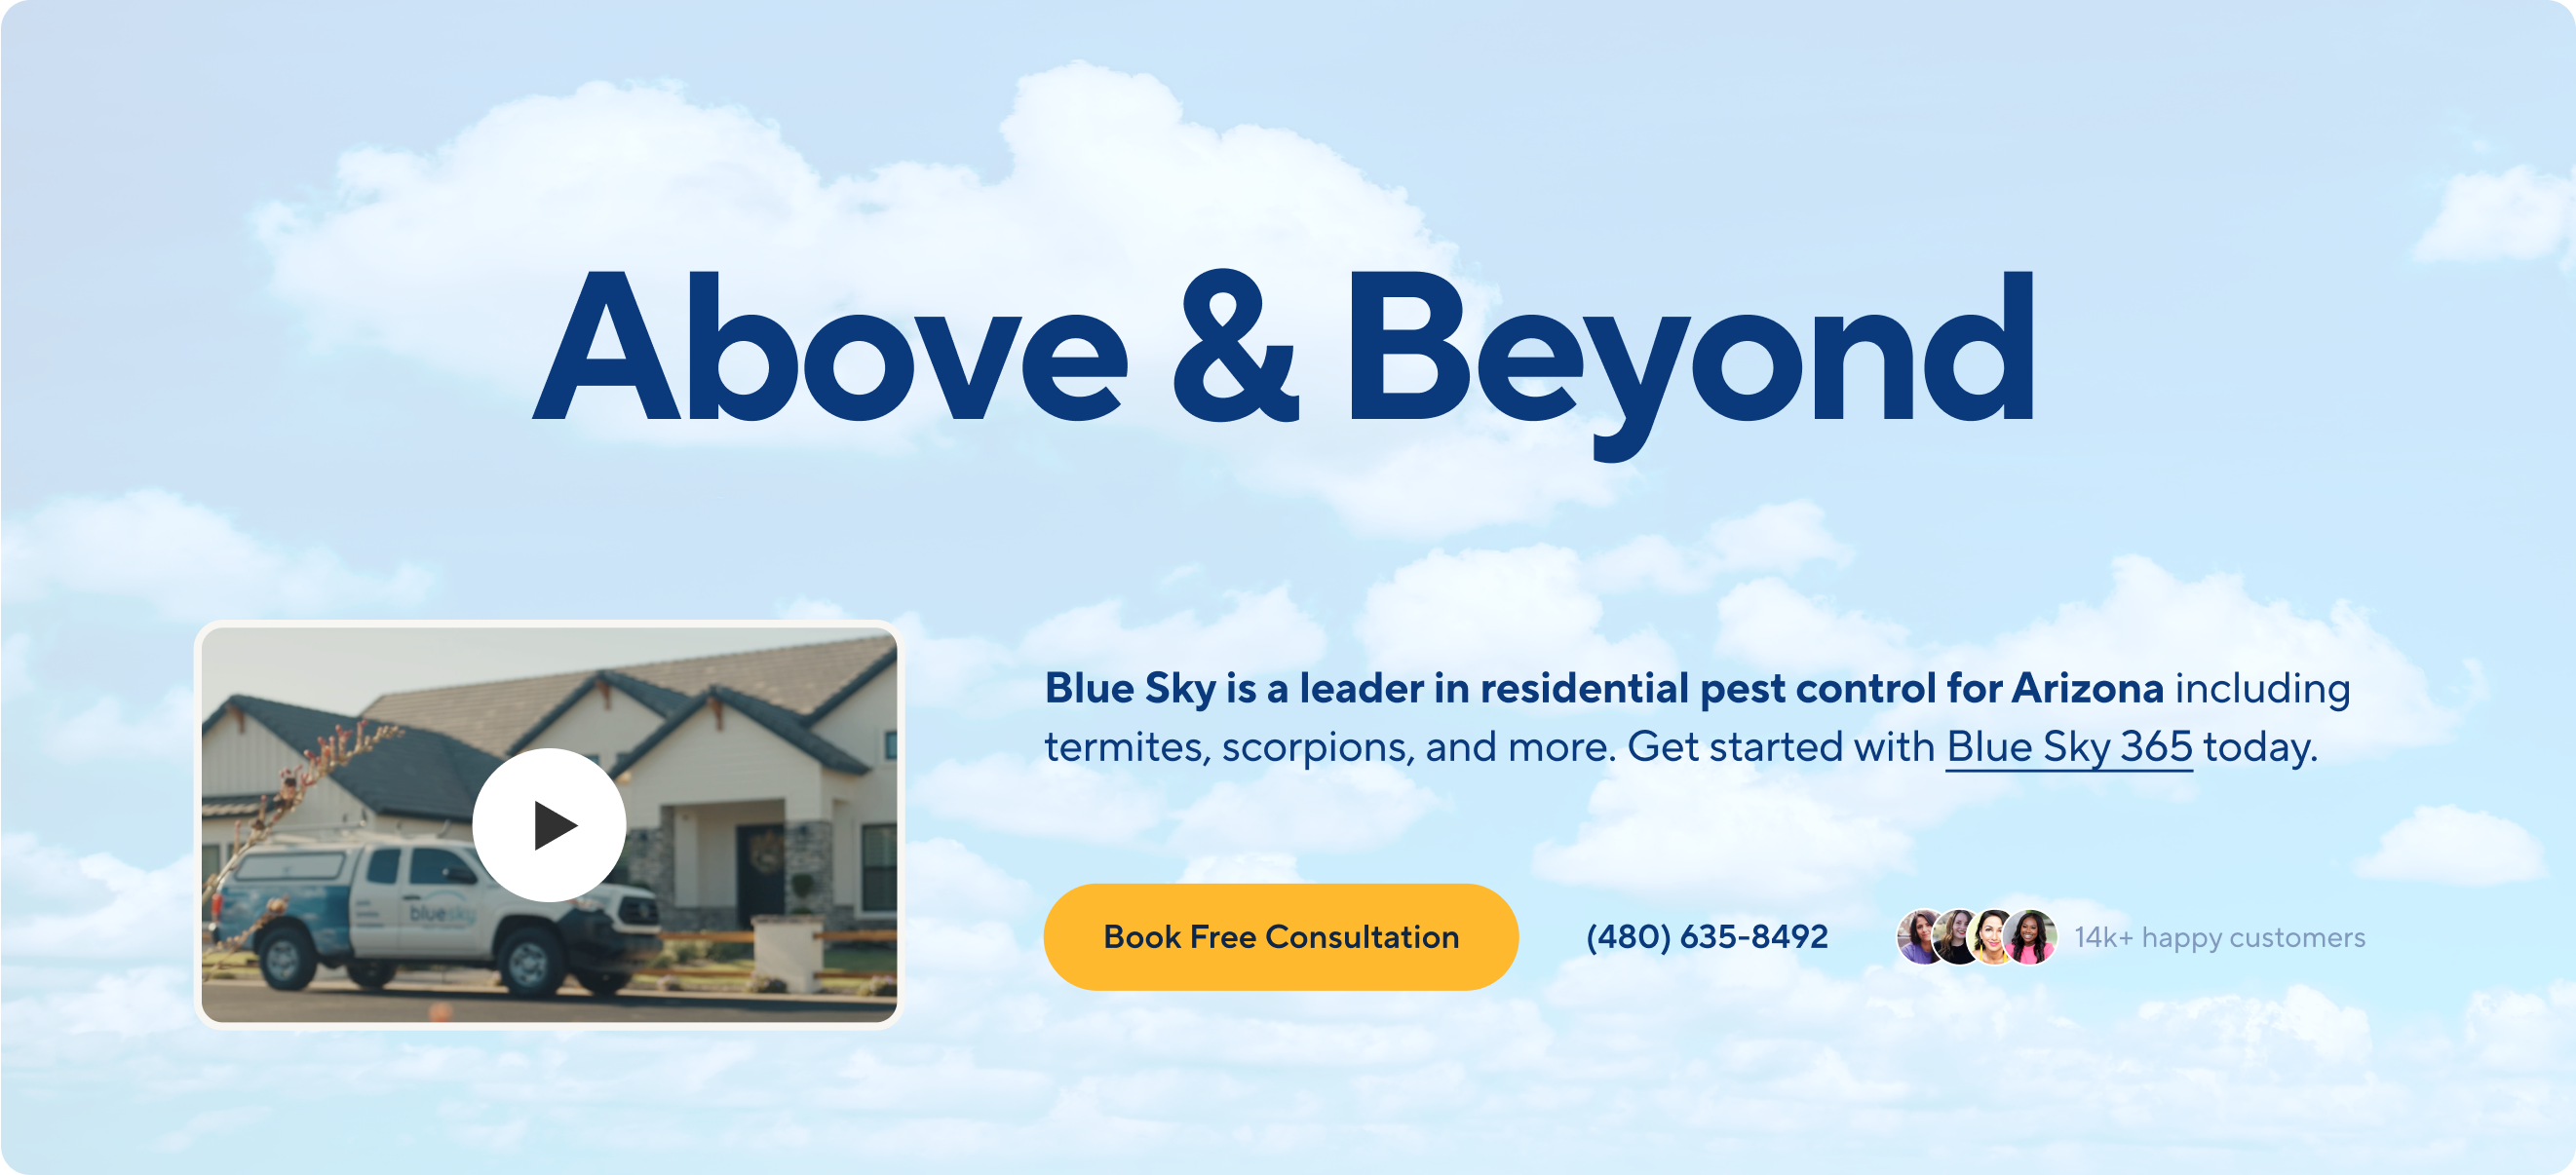 Above & Beyond
Blue Sky is a leader in residential pest control for Arizona including
termites, scorpions, and more. Get started with Blue Sky 365 today.
bluesky
Book Free Consultation
(480) 635-8492
14k+ happy customers